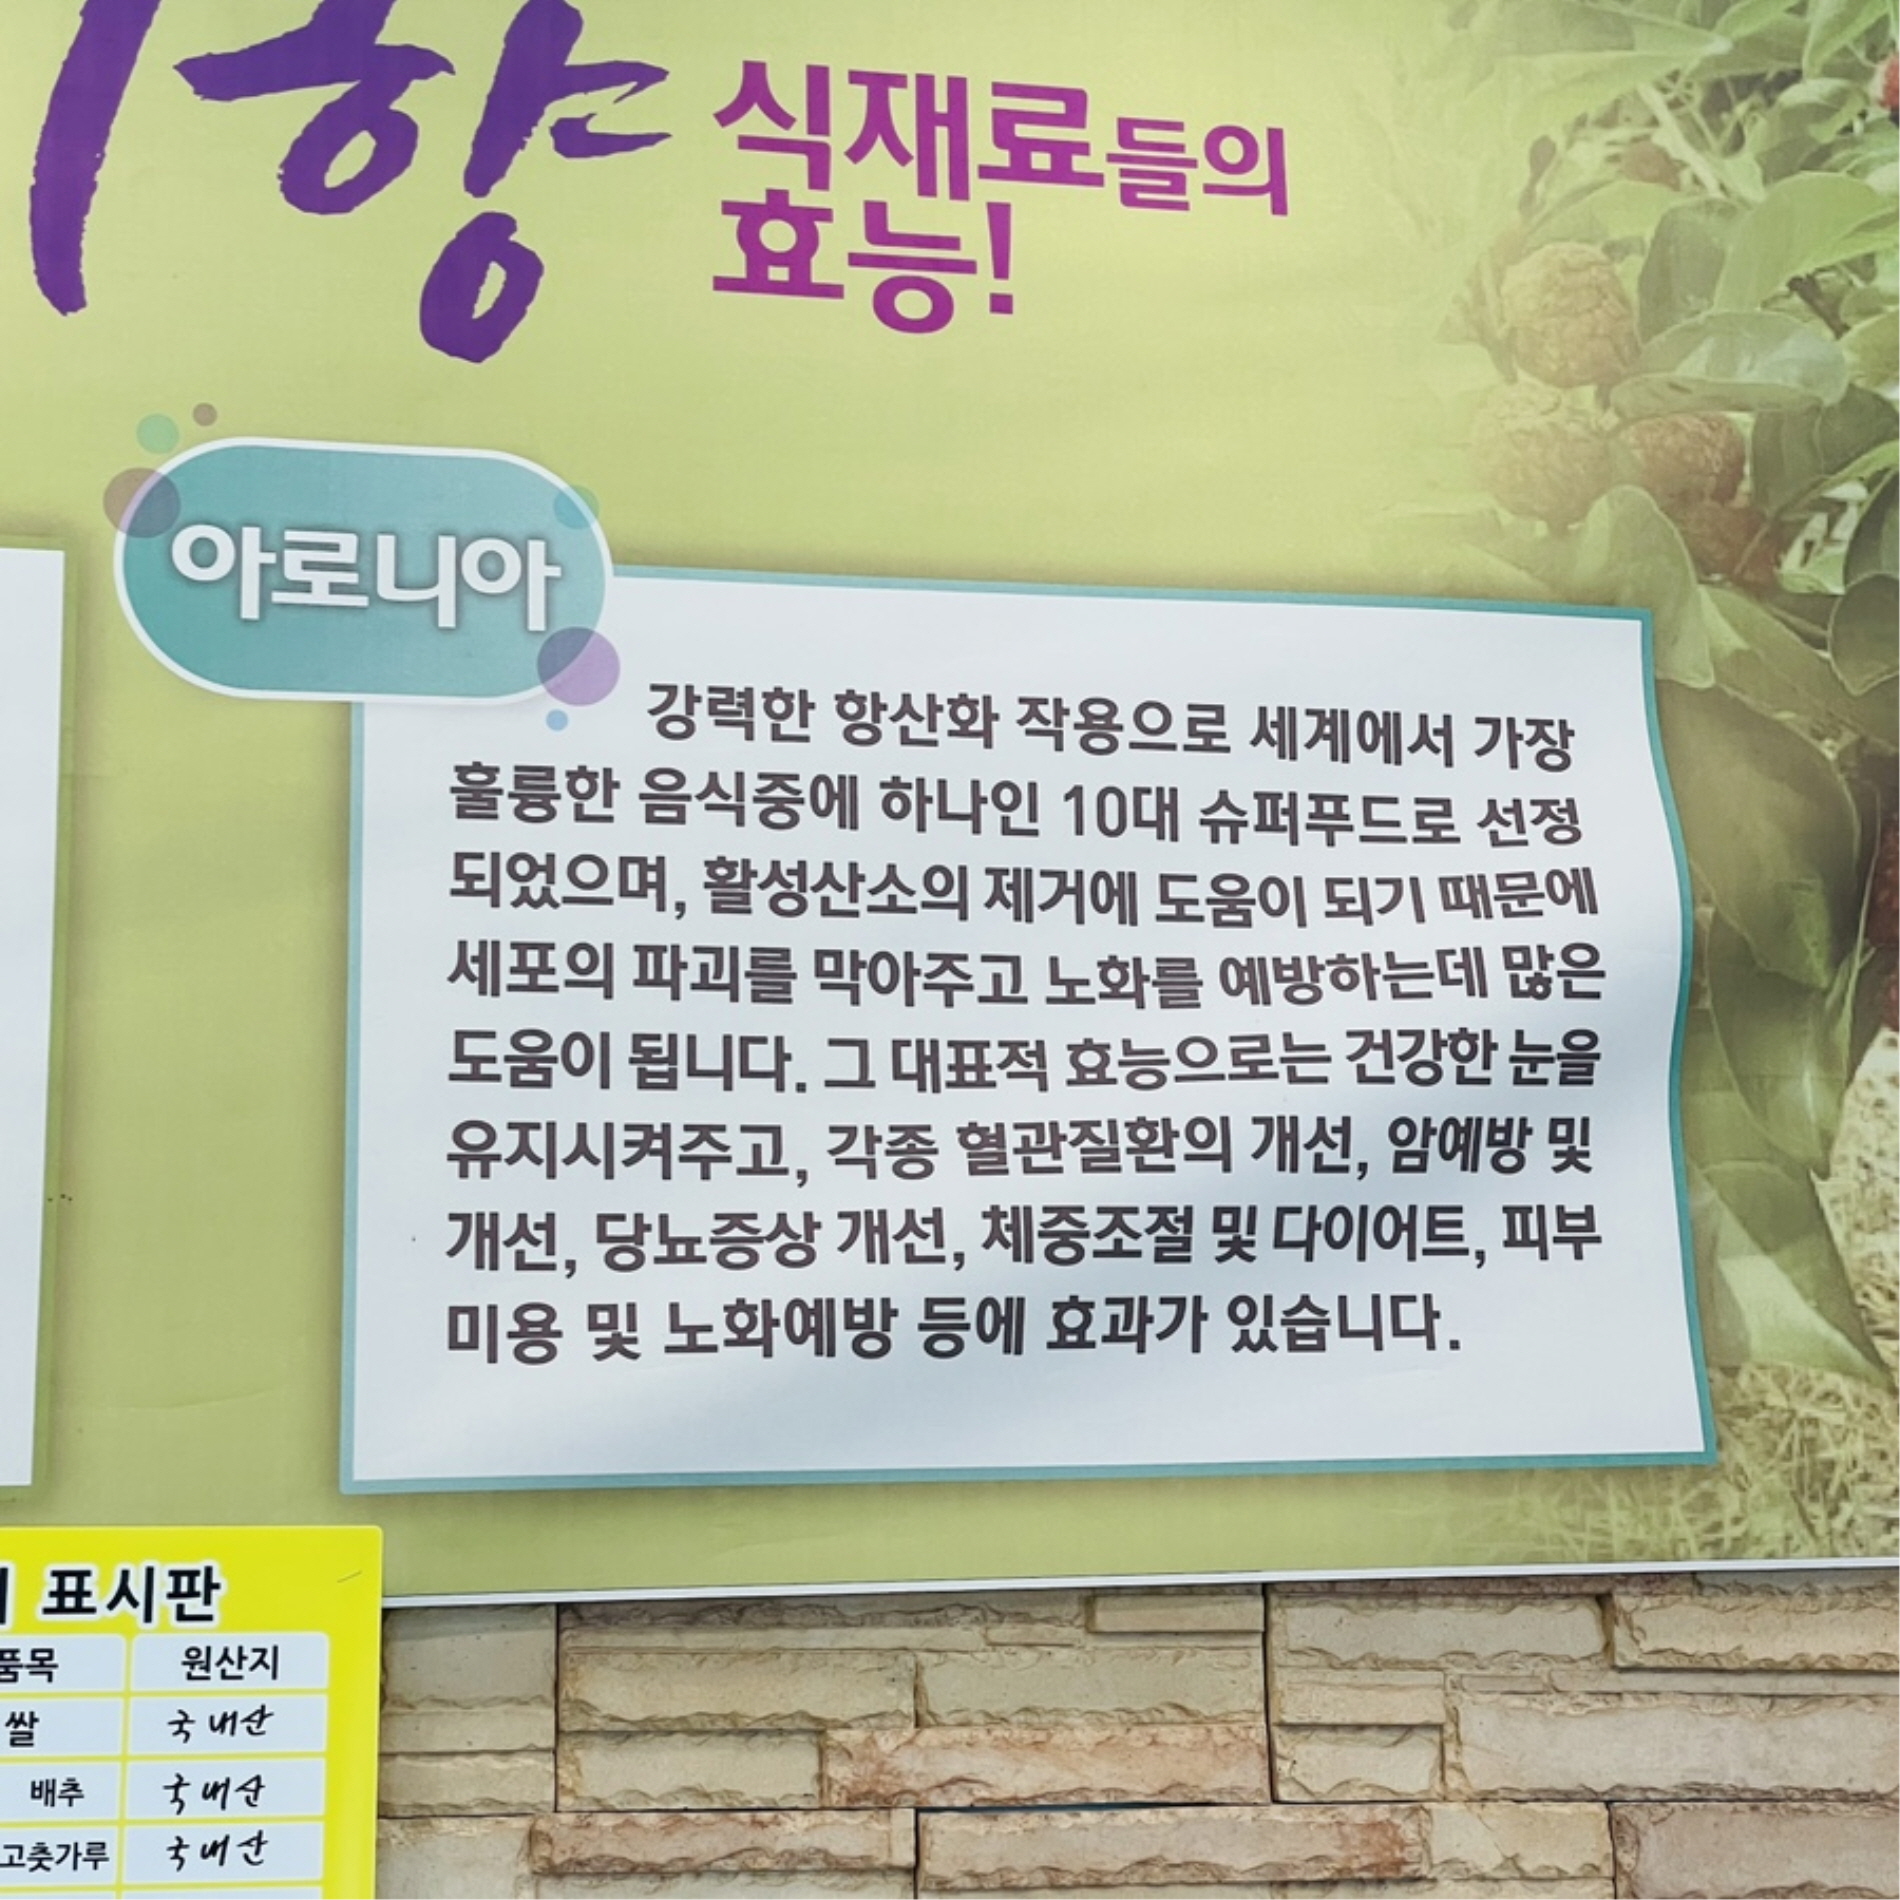 향 식재료들의
효능!
아로니아
강력한 항산화 작용으로 세계에서 가장
훌륭한 음식중에 하나인 10대 슈퍼푸드로 선정
되었으며, 활성산소의 제거에 도움이 되기 때문에
세포의 파괴를 막아주고 노화를 예방하는데 많은
도움이 됩니다. 그 대표적 효능으로는 건강한 눈을
유지시켜주고, 각종 혈관질환의 개선, 암예방 및
개선, 당뇨증상 개선, 체중조절 및 다이어트, 피부
미용 및 노화예방 등에 효과가 있습니다.
표시판
품목 원산지
쌀 국내산
배추 국내산
고춧가루 국내산